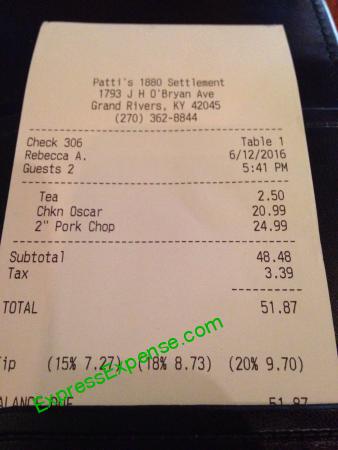 Patti's 1880 Settlement
1793 J H O'Bryan Ave
Grand Rivers, KY 42045
(270) 362-8844
Check 306 Table 1
Rebecca A. 6/12/2016
Guests 2 5:41 PM
Tea 2.50
Chkn Oscar 20.99
2" Pork Chop 24.99
Subtotal 48.48
Tax 3.39
TOTAL 51.87
ip (15% 7.27) (18% 8.73) (20% 9.70)
ExpressExpense.com
51.87